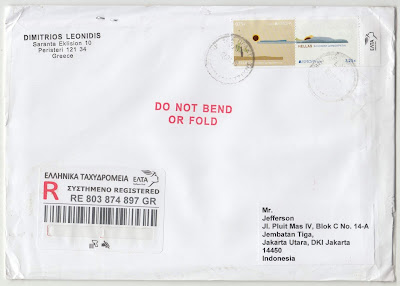 DIMITRIOS LEONIDIS
Saranta Eklision 10
Peristeri 121 34
Greece
HELLAS
ΕΛΤΑ
DO NOT BEND
OR FOLD
ΕΛΛΗΝΙΚΑ ΤΑΧΥΔΡΟΜΕΙΑ ΕΛΤΑ
R ΣΥΣΤΗΜΕΝΟ REGISTERED
RE 803 874 897 GR
Mr.
Jefferson
Jl. Pluit Mas IV, Blok C No. 14-A
Jembatan Tiga,
Jakarta Utara, DKI Jakarta
14450
Indonesia